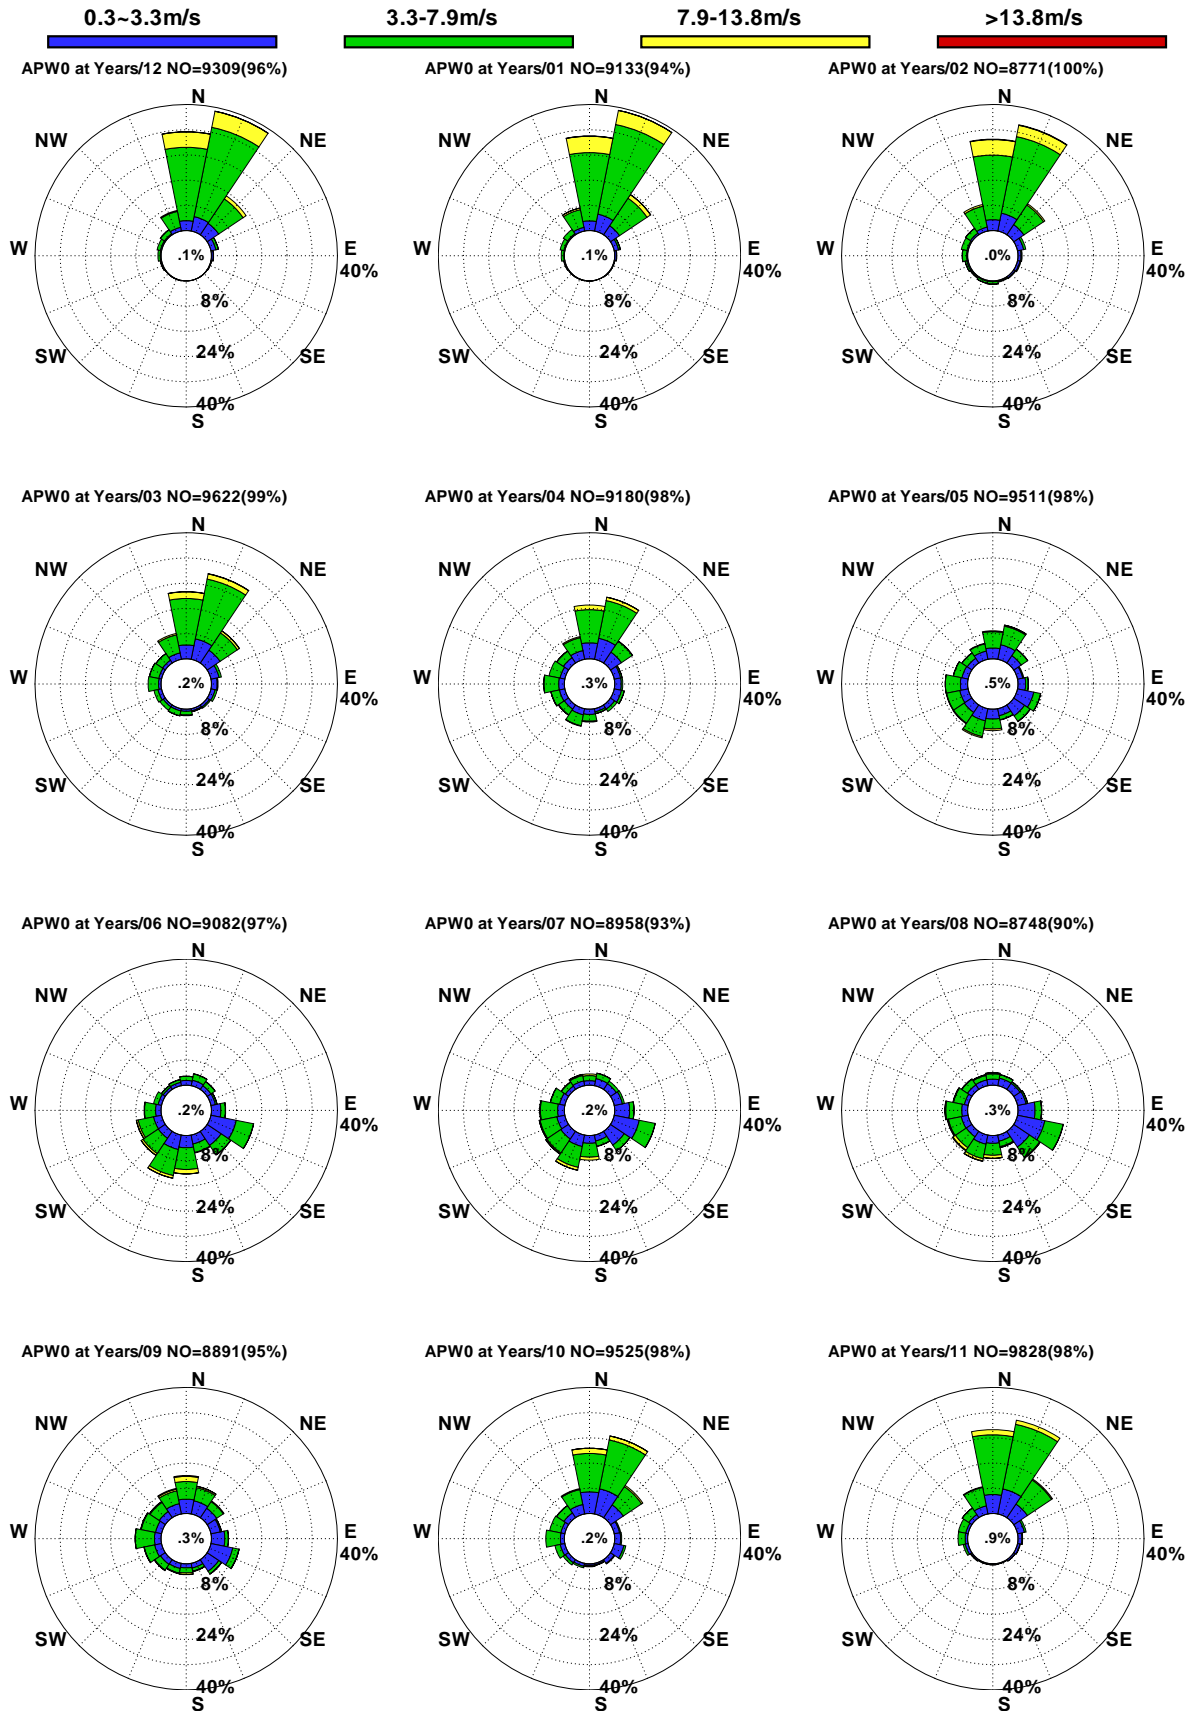 0.3~3.3m/s 3.3-7.9m/s 7.9-13.8m/s >13.8m/s
APW0 at Years/12 NO=9309(96%) APW0 at Years/01 NO=9133(94%) APW0 at Years/02 NO=8771(100%)
N N N
NW NE NW NE NW NE
W .1% E W .1% E W .0% E
40% 40% 40%
8% 8% 8%
SW 24% SE SW 24% SE SW 24% SE
40% 40% 40%
S S S
APW0 at Years/03 NO=9622(99%) APW0 at Years/04 NO=9180(98%) APW0 at Years/05 NO=9511(98%)
N N N
NW NE NW NE NW NE
W .2% E W .3% E W .5% E
40% 40% 40%
8% 8% 8%
SW 24% SE SW 24% SE SW 24% SE
40% 40% 40%
S S S
APW0 at Years/06 NO=9082(97%) APW0 at Years/07 NO=8958(93%) APW0 at Years/08 NO=8748(90%)
N N N
NW NE NW NE NW NE
W .2% E W .2% E W .3% E
40% 40% 40%
8% 8% 8%
SW 24% SE SW 24% SE SW 24% SE
40% 40% 40%
S S S
APW0 at Years/09 NO=8891(95%) APW0 at Years/10 NO=9525(98%) APW0 at Years/11 NO=9828(98%)
N N N
NW NE NW NE NW NE
W .3% E W .2% E W .9% E
40% 40% 40%
8% 8% 8%
SW 24% SE SW 24% SE SW 24% SE
40% 40% 40%
S S S